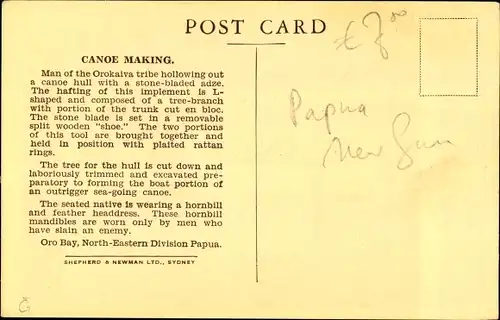 POST CARD
CANOE MAKING.
Man of the Orokaiva tribe hollowing out
a canoe hull with a stone-bladed adze.
The hafting of this implement is L-
shaped and composed of a tree-branch
with portion of the trunk cut en bloc.
The stone blade is set in a removable
split wooden "shoe." The two portions
of this tool are brought together and
held in position with plaited rattan
rings.
The tree for the hull is cut down and
laboriously trimmed and excavated pre-
paratory to forming the boat portion of
an outrigger sea-going canoe.
The seated native is wearing a hornbill
and feather headdress. These hornbill
mandibles are worn only by men who
have slain an enemy.
Oro Bay, North-Eastern Division Papua.
SHEPHERD & NEWMAN LTD., SYDNEY
Papua
New